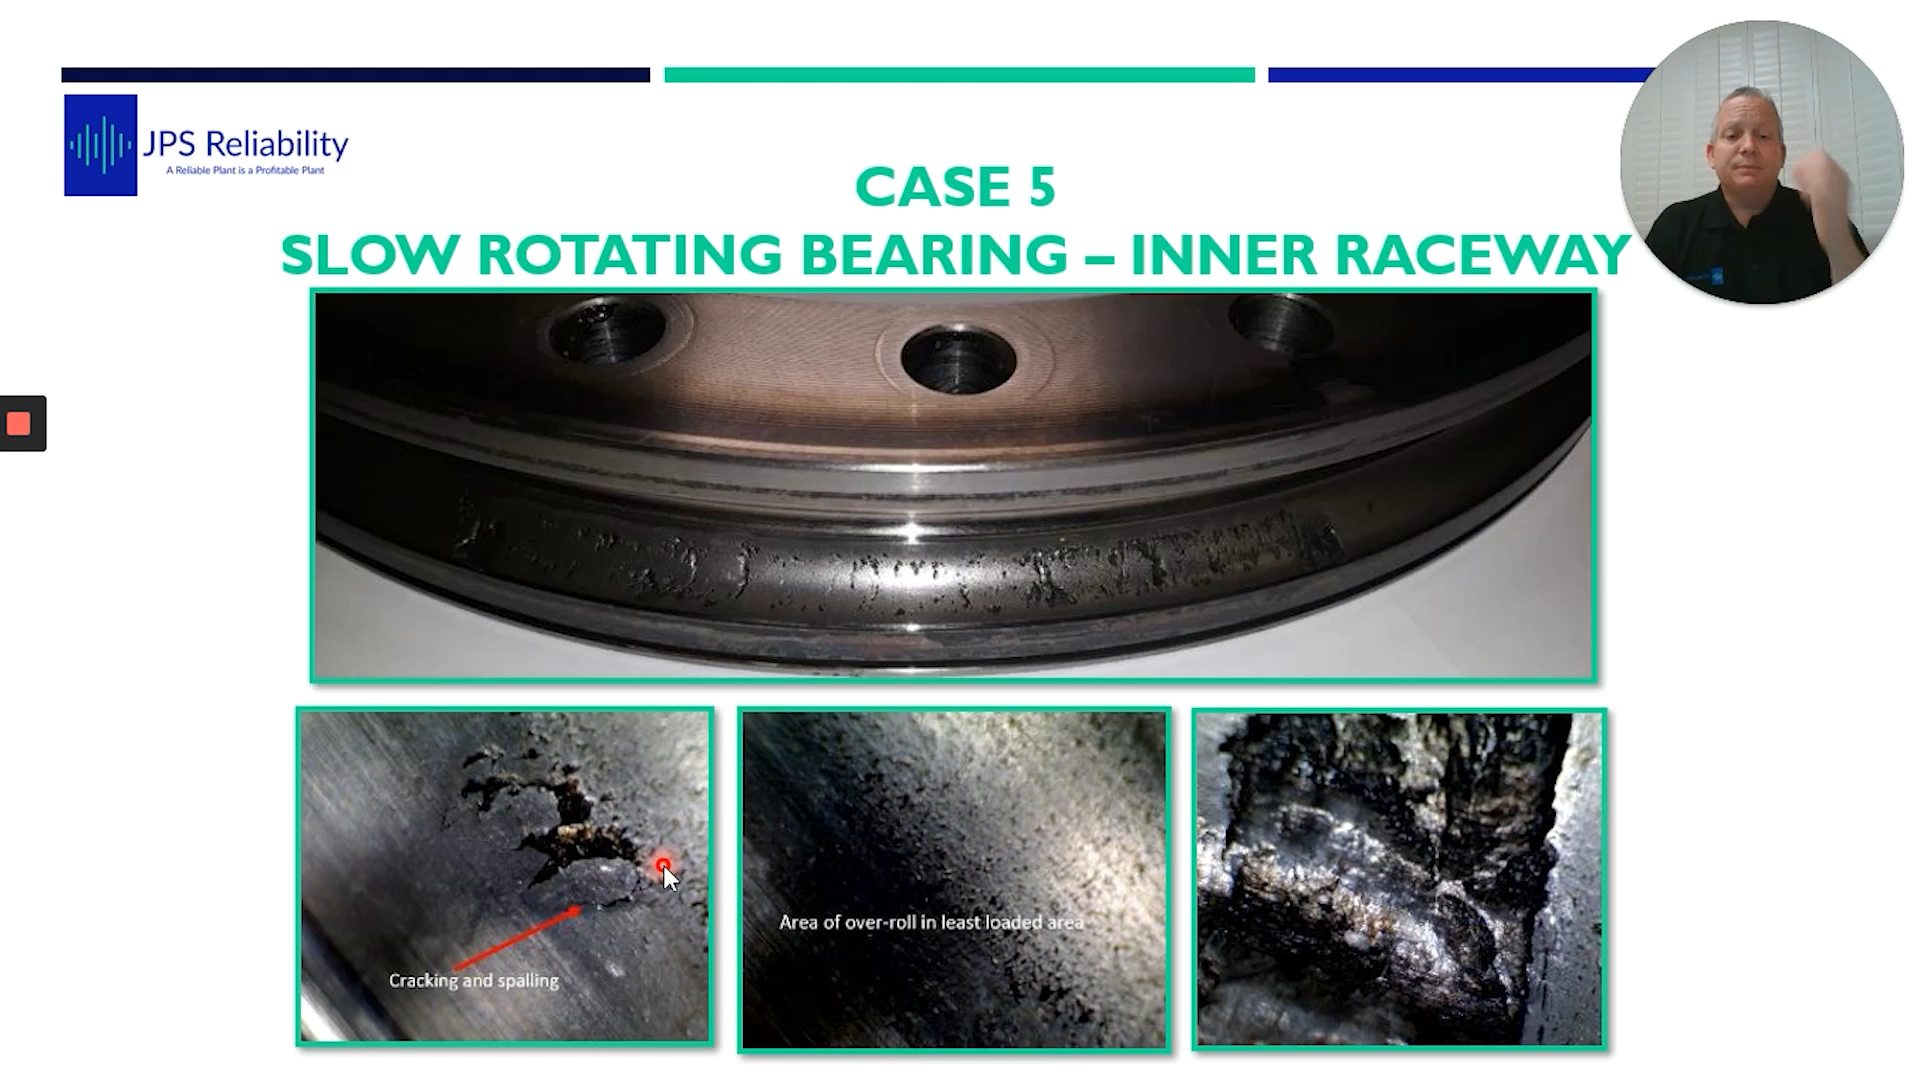 JPS Reliability
A Reliable Plant is a Profitable Plant
CASE 5
SLOW ROTATING BEARING – INNER RACEWAY
Cracking and spalling
Area of over-roll in least loaded area